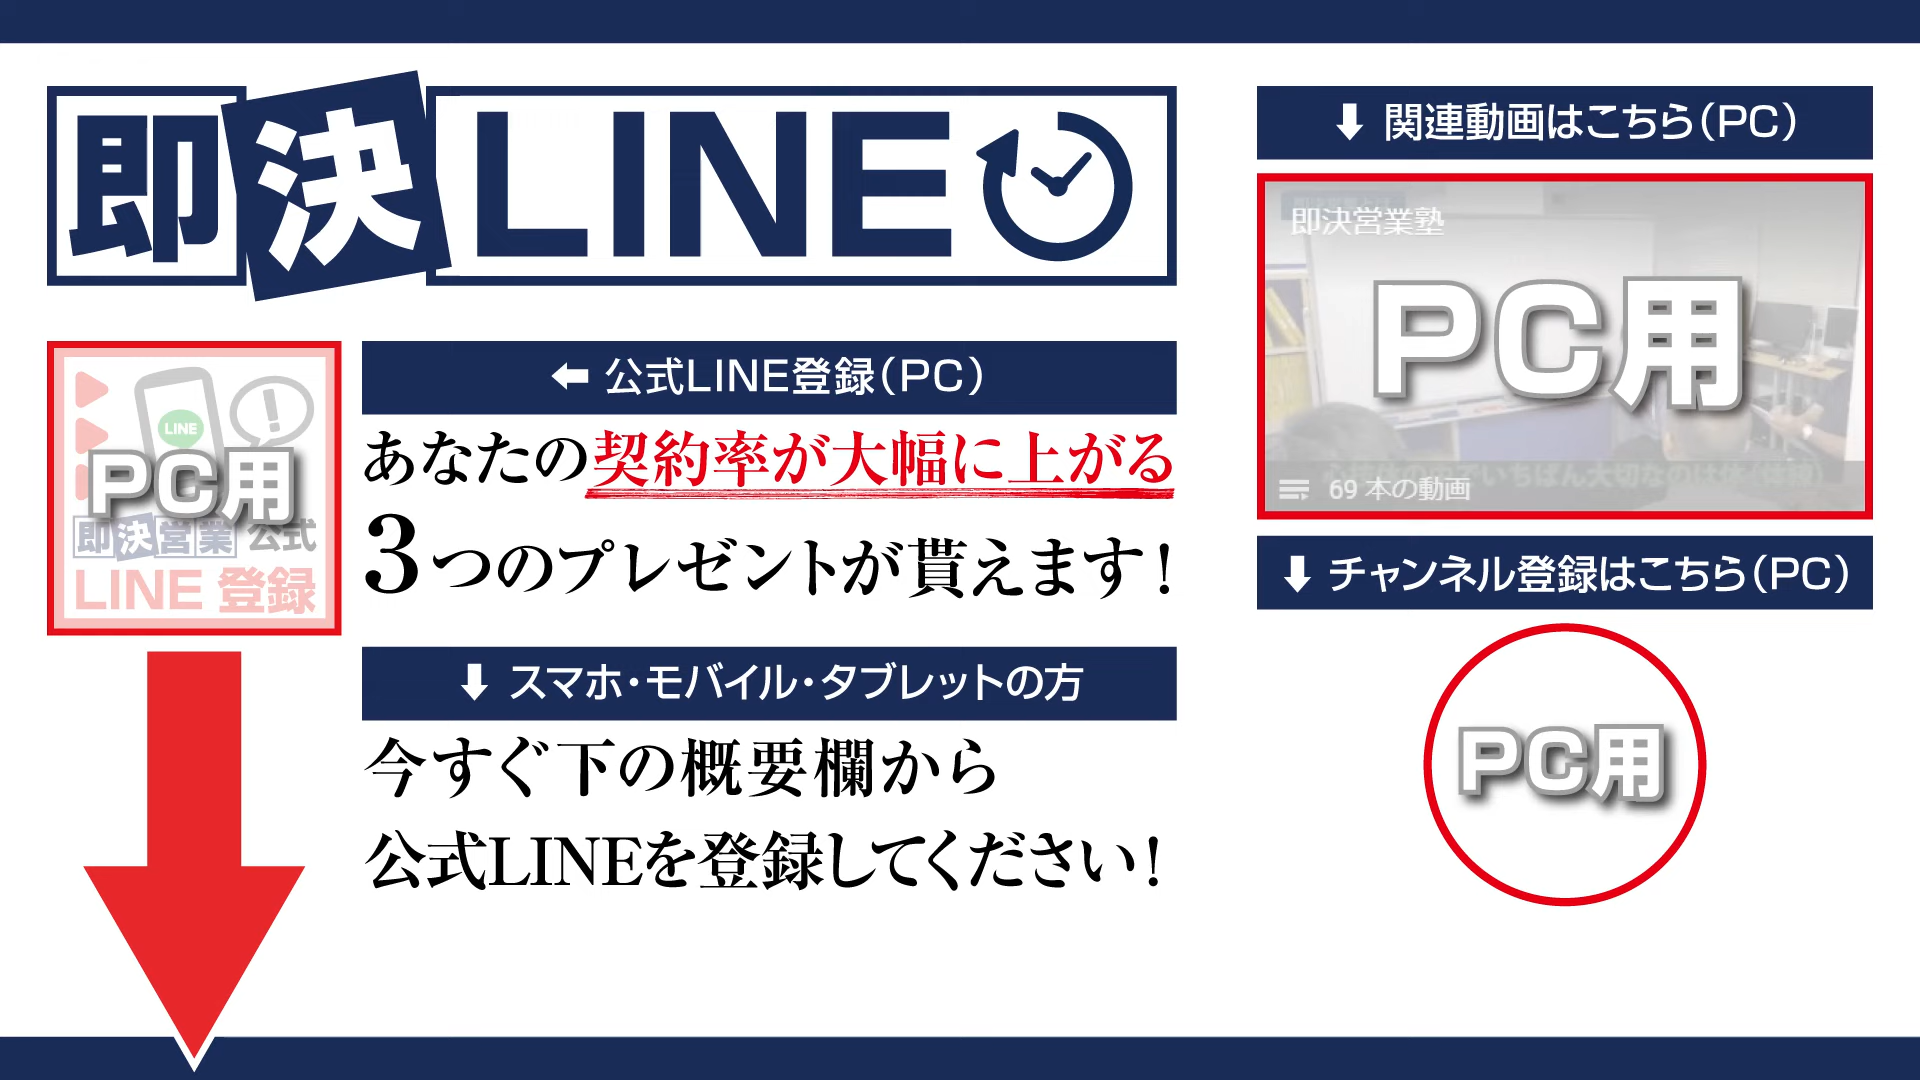 即決LINE
LINE
PC用
即決営業 公式
LINE 登録
← 公式LINE登録（PC）
あなたの契約率が大幅に上がる
3つのプレゼントが貰えます！
↓ スマホ・モバイル・タブレットの方
今すぐ下の概要欄から
公式LINEを登録してください！
↓ 関連動画はこちら（PC）
即決営業塾
PC用
69 本の動画
↓ チャンネル登録はこちら（PC）
PC用